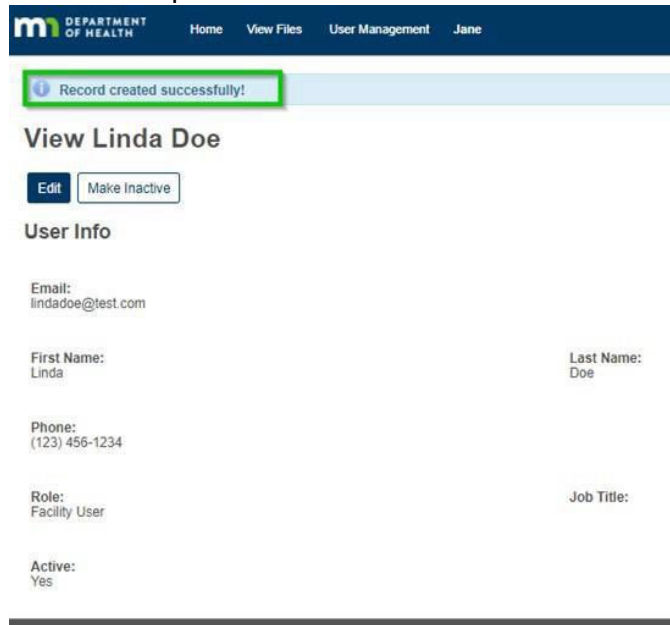 DEPARTMENT
OF HEALTH
Home View Files User Management Jane
Record created successfully!
View Linda Doe
Edit Make Inactive
User Info
Email:
lindadoe@test.com
First Name: Last Name:
Linda Doe
Phone:
(123) 456-1234
Role: Job Title:
Facility User
Active:
Yes